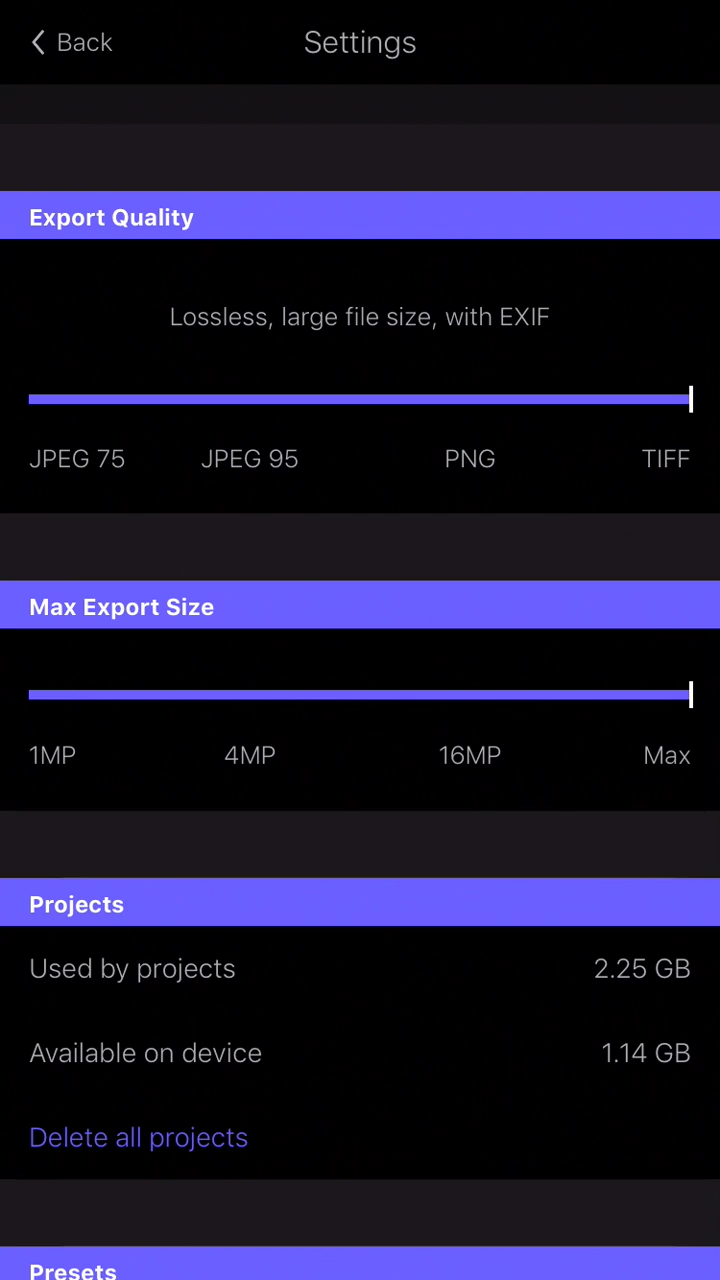 Back
Settings
Export Quality
Lossless, large file size, with EXIF
JPEG 75 JPEG 95 PNG TIFF
Max Export Size
1MP 4MP 16MP Max
Projects
Used by projects 2.25 GB
Available on device 1.14 GB
Delete all projects
Presets